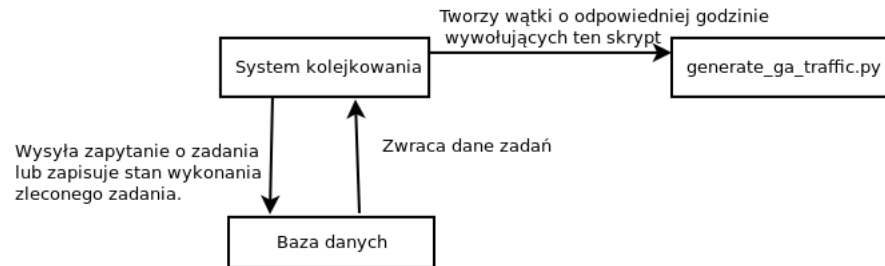 Tworzy wątki o odpowiedniej godzinie
wywołujących ten skrypt
System kolejkowania
generate_ga_traffic.py
Wysyła zapytanie o zadania
lub zapisuje stan wykonania
zleconego zadania.
Zwraca dane zadań
Baza danych